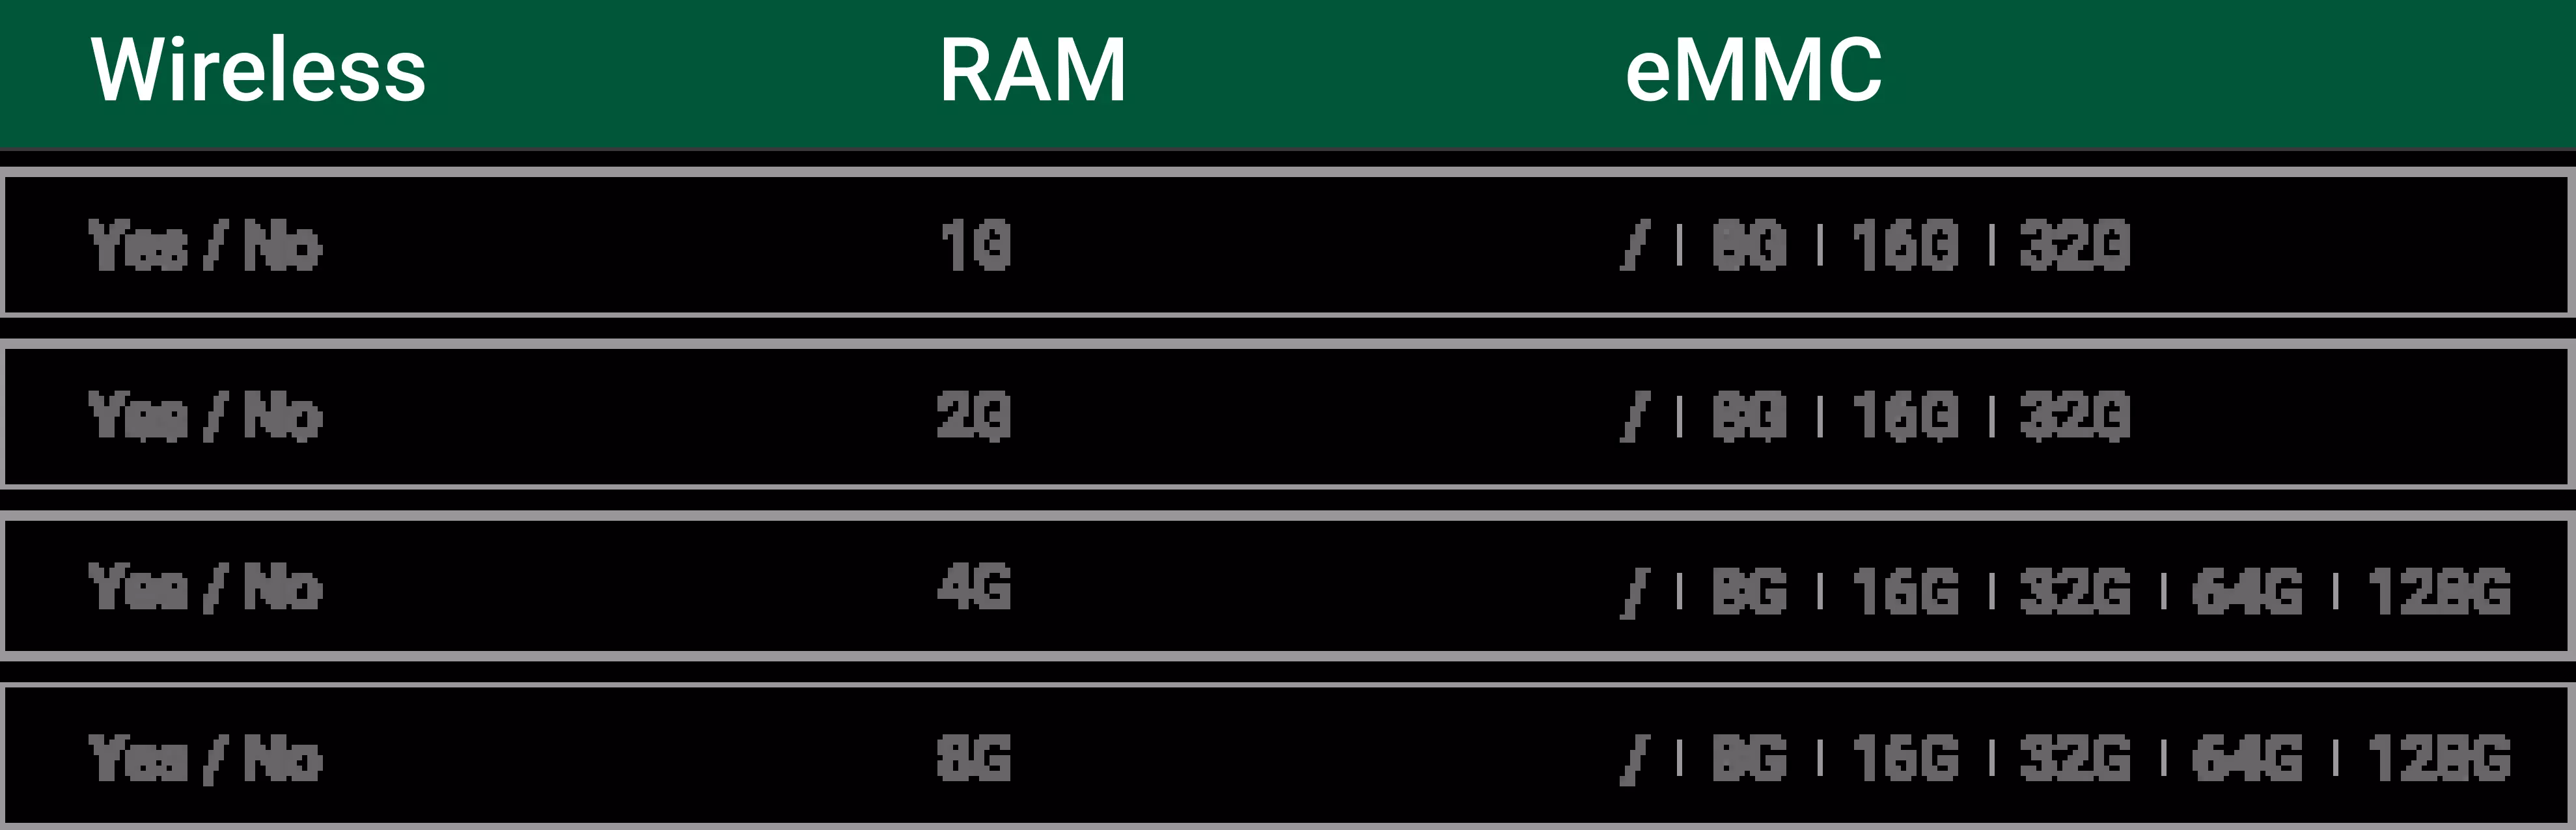 Wireless RAM eMMC
Yes / No 1G / | 8G | 16G | 32G
Yes / No 2G / | 8G | 16G | 32G
Yes / No 4G / | 8G | 16G | 32G | 64G | 128G
Yes / No 8G / | 8G | 16G | 32G | 64G | 128G